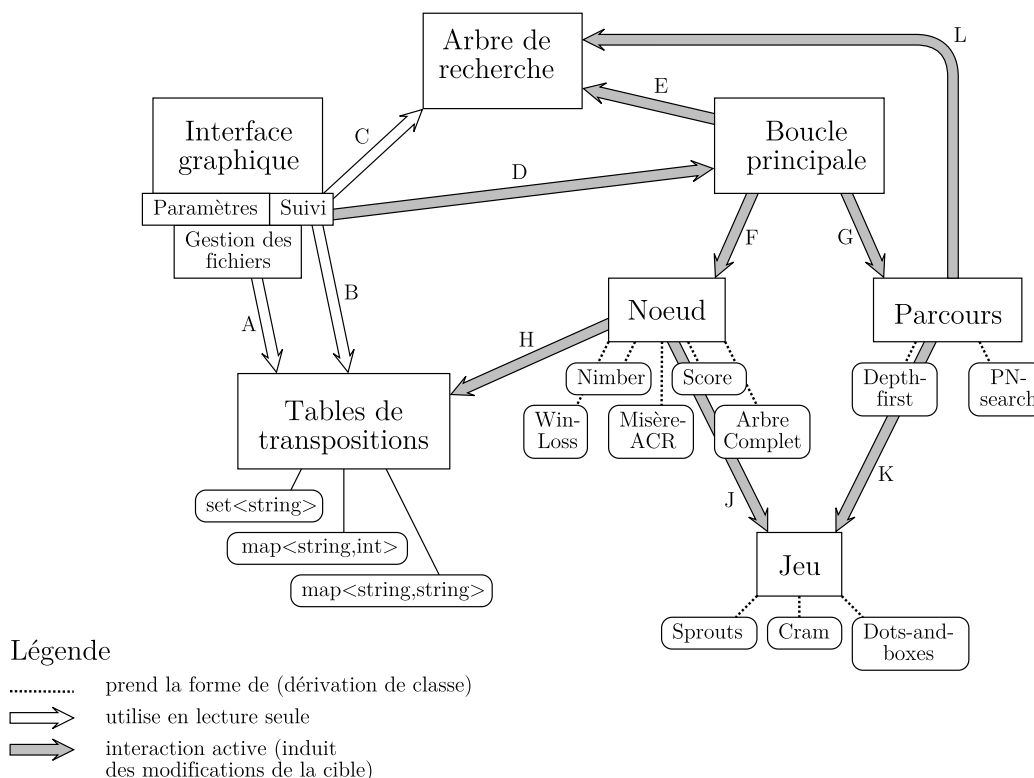 Arbre de
recherche
L
E
Interface
graphique
C
Boucle
principale
D
Paramètres
Suivi
Gestion des
fichiers
F
G
A
B
Noeud
Parcours
H
Nimber
Score
Depth-
first
PN-
search
Win-
Loss
Misère-
ACR
Arbre
Complet
Tables de
transpositions
J
K
set<string>
map<string,int>
map<string,string>
Jeu
Sprouts
Cram
Dots-and-
boxes
Légende
prend la forme de (dérivation de classe)
utilise en lecture seule
interaction active (induit
des modifications de la cible)